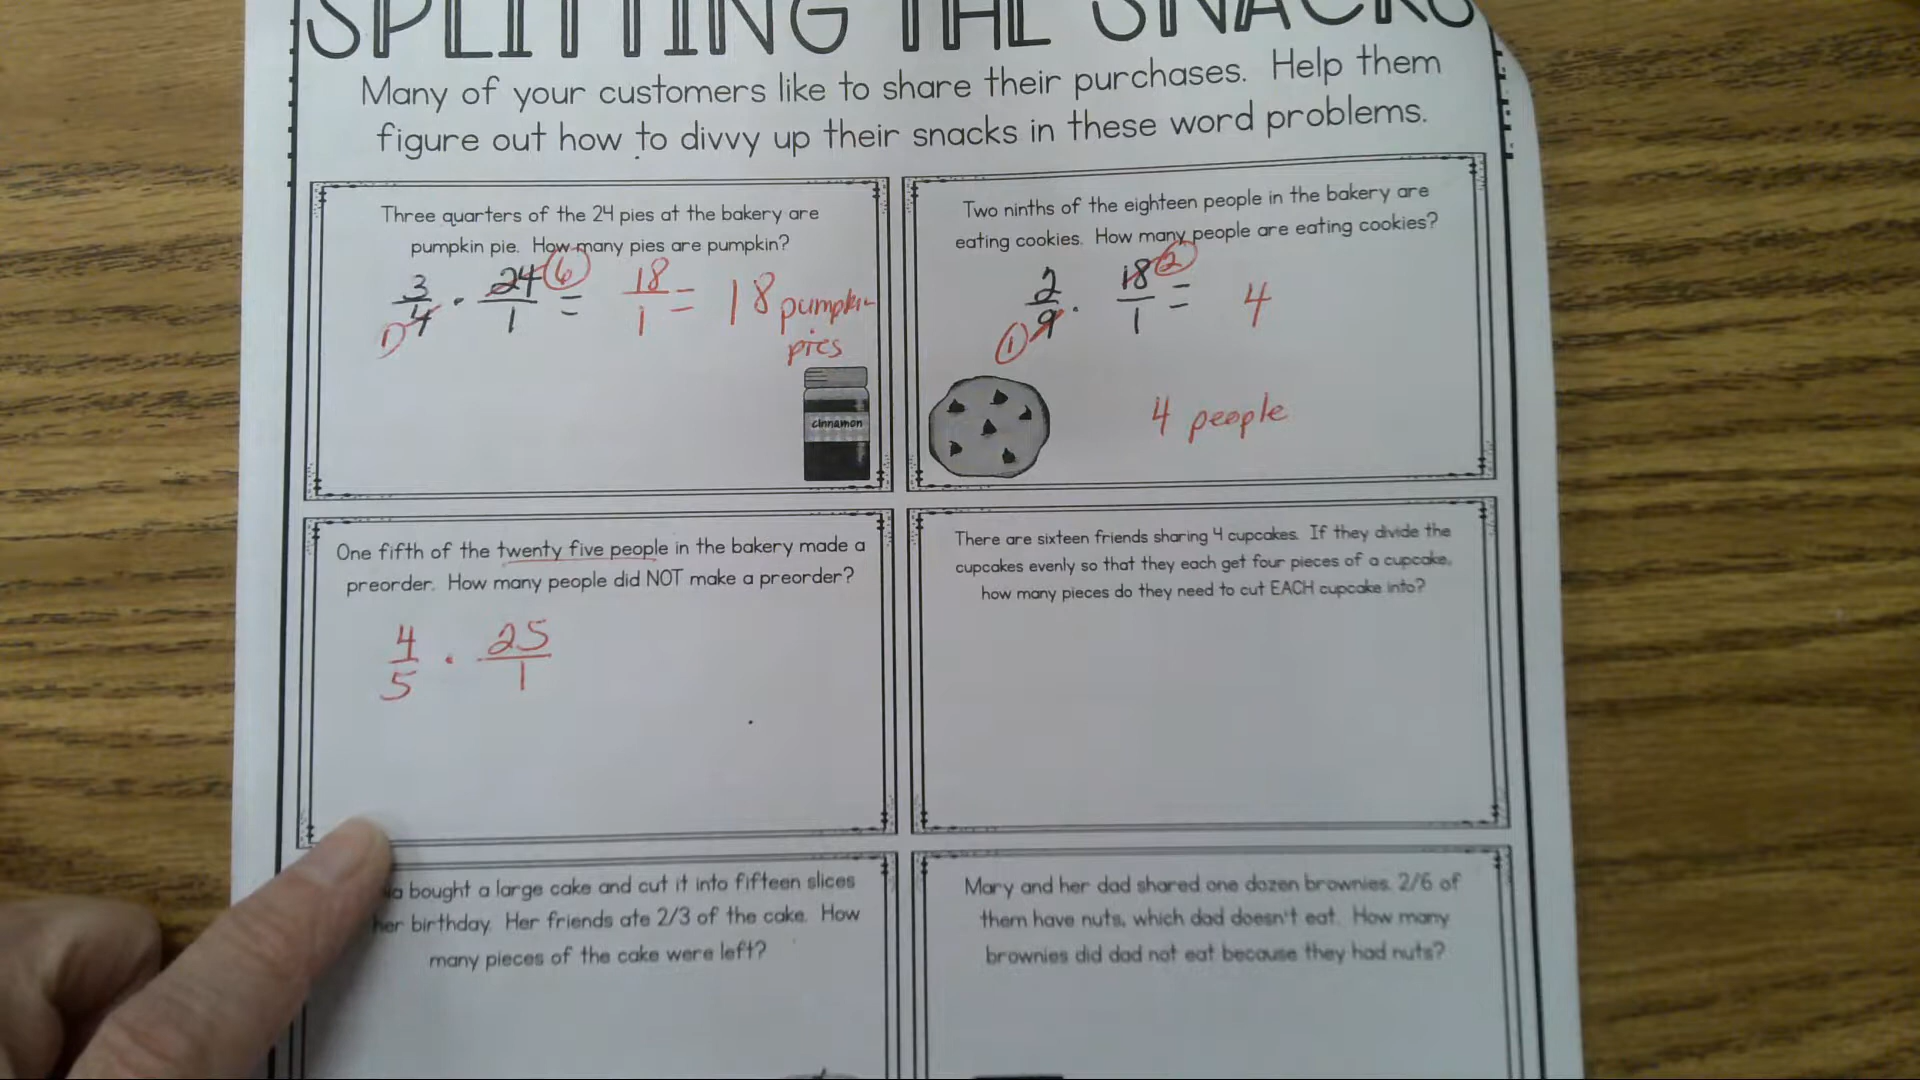 SPLITTING THE SNACKS
Many of your customers like to share their purchases. Help them
figure out how to divvy up their snacks in these word problems.
Three quarters of the 24 pies at the bakery are
pumpkin pie. How many pies are pumpkin?
3/4 · 24/1 = 18/1 = 18 pumpkin
6
1
pies
cinnamon
Two ninths of the eighteen people in the bakery are
eating cookies. How many people are eating cookies?
2/9 · 18/1 = 4
2
1
4 people
One fifth of the twenty five people in the bakery made a
preorder. How many people did NOT make a preorder?
4/5 · 25/1
There are sixteen friends sharing 4 cupcakes. If they divide the
cupcakes evenly so that they each get four pieces of a cupcake,
how many pieces do they need to cut EACH cupcake into?
bought a large cake and cut it into fifteen slices
her birthday. Her friends ate 2/3 of the cake. How
many pieces of the cake were left?
Mary and her dad shared one dozen brownies. 2/6 of
them have nuts, which dad doesn't eat. How many
brownies did dad not eat because they had nuts?